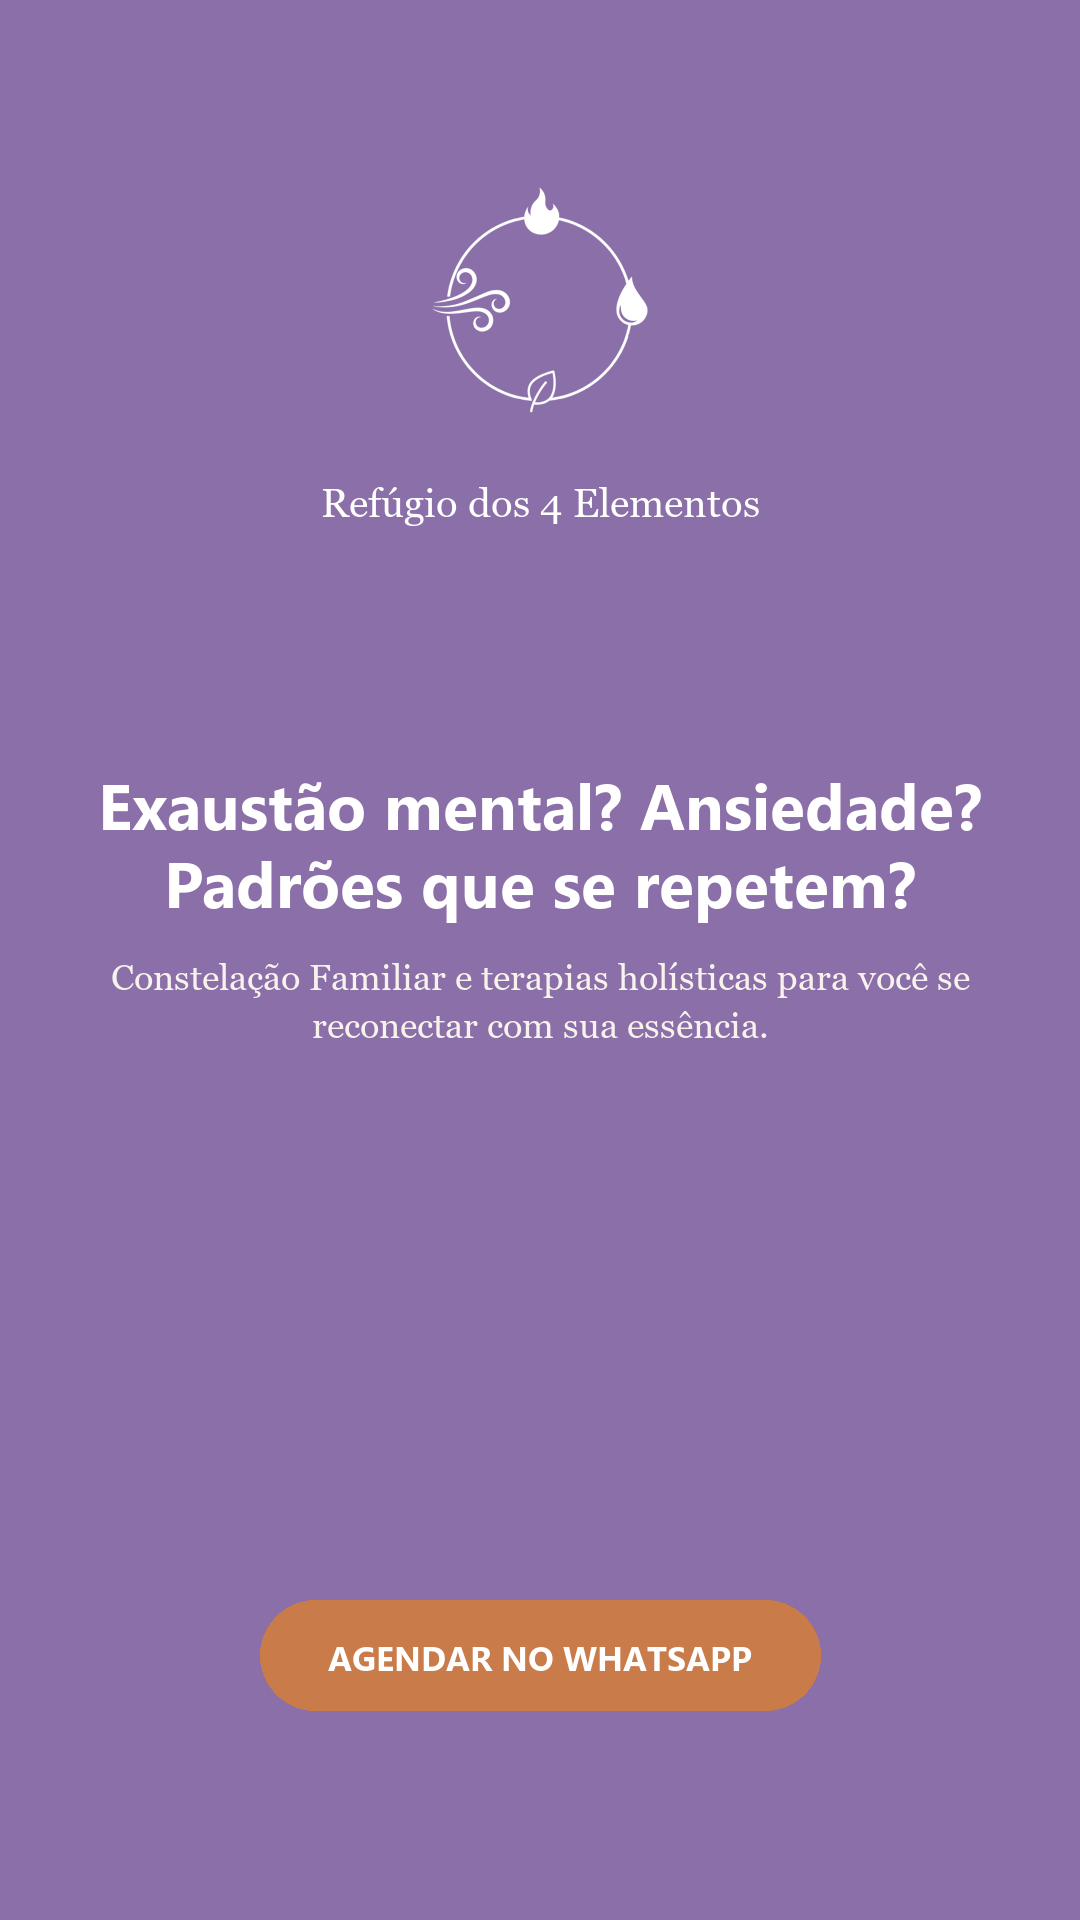 Refúgio dos 4 Elementos
Exaustão mental? Ansiedade?
Padrões que se repetem?
Constelação Familiar e terapias holísticas para você se
reconectar com sua essência.
AGENDAR NO WHATSAPP